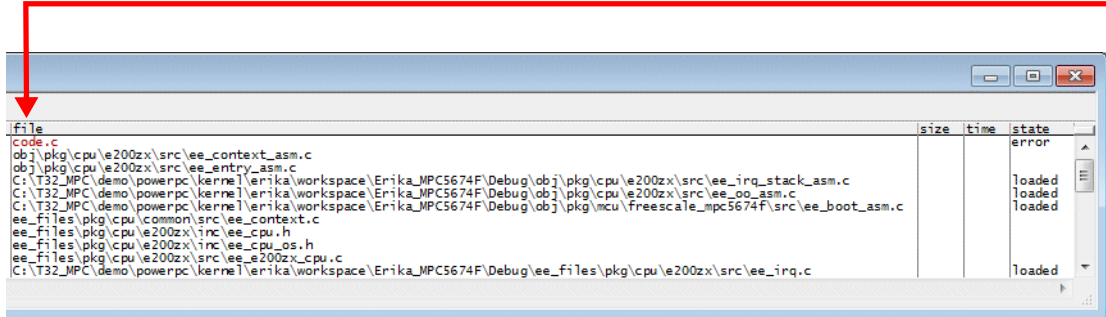 file size time state
code.c error
obj\pkg\cpu\e200zx\src\ee_context_asm.c
obj\pkg\cpu\e200zx\src\ee_entry_asm.c
C:\T32_MPC\demo\powerpc\kernel\erika\workspace\Erika_MPC5674F\Debug\obj\pkg\cpu\e200zx\src\ee_irq_stack_asm.c loaded
C:\T32_MPC\demo\powerpc\kernel\erika\workspace\Erika_MPC5674F\Debug\obj\pkg\cpu\e200zx\src\ee_oo_asm.c loaded
C:\T32_MPC\demo\powerpc\kernel\erika\workspace\Erika_MPC5674F\Debug\obj\pkg\mcu\freescale_mpc5674f\src\ee_boot_asm.c loaded
ee_files\pkg\cpu\common\src\ee_context.c
ee_files\pkg\cpu\e200zx\inc\ee_cpu.h
ee_files\pkg\cpu\e200zx\inc\ee_cpu_os.h
ee_files\pkg\cpu\e200zx\src\ee_e200zx_cpu.c
C:\T32_MPC\demo\powerpc\kernel\erika\workspace\Erika_MPC5674F\Debug\ee_files\pkg\cpu\e200zx\src\ee_irq.c loaded